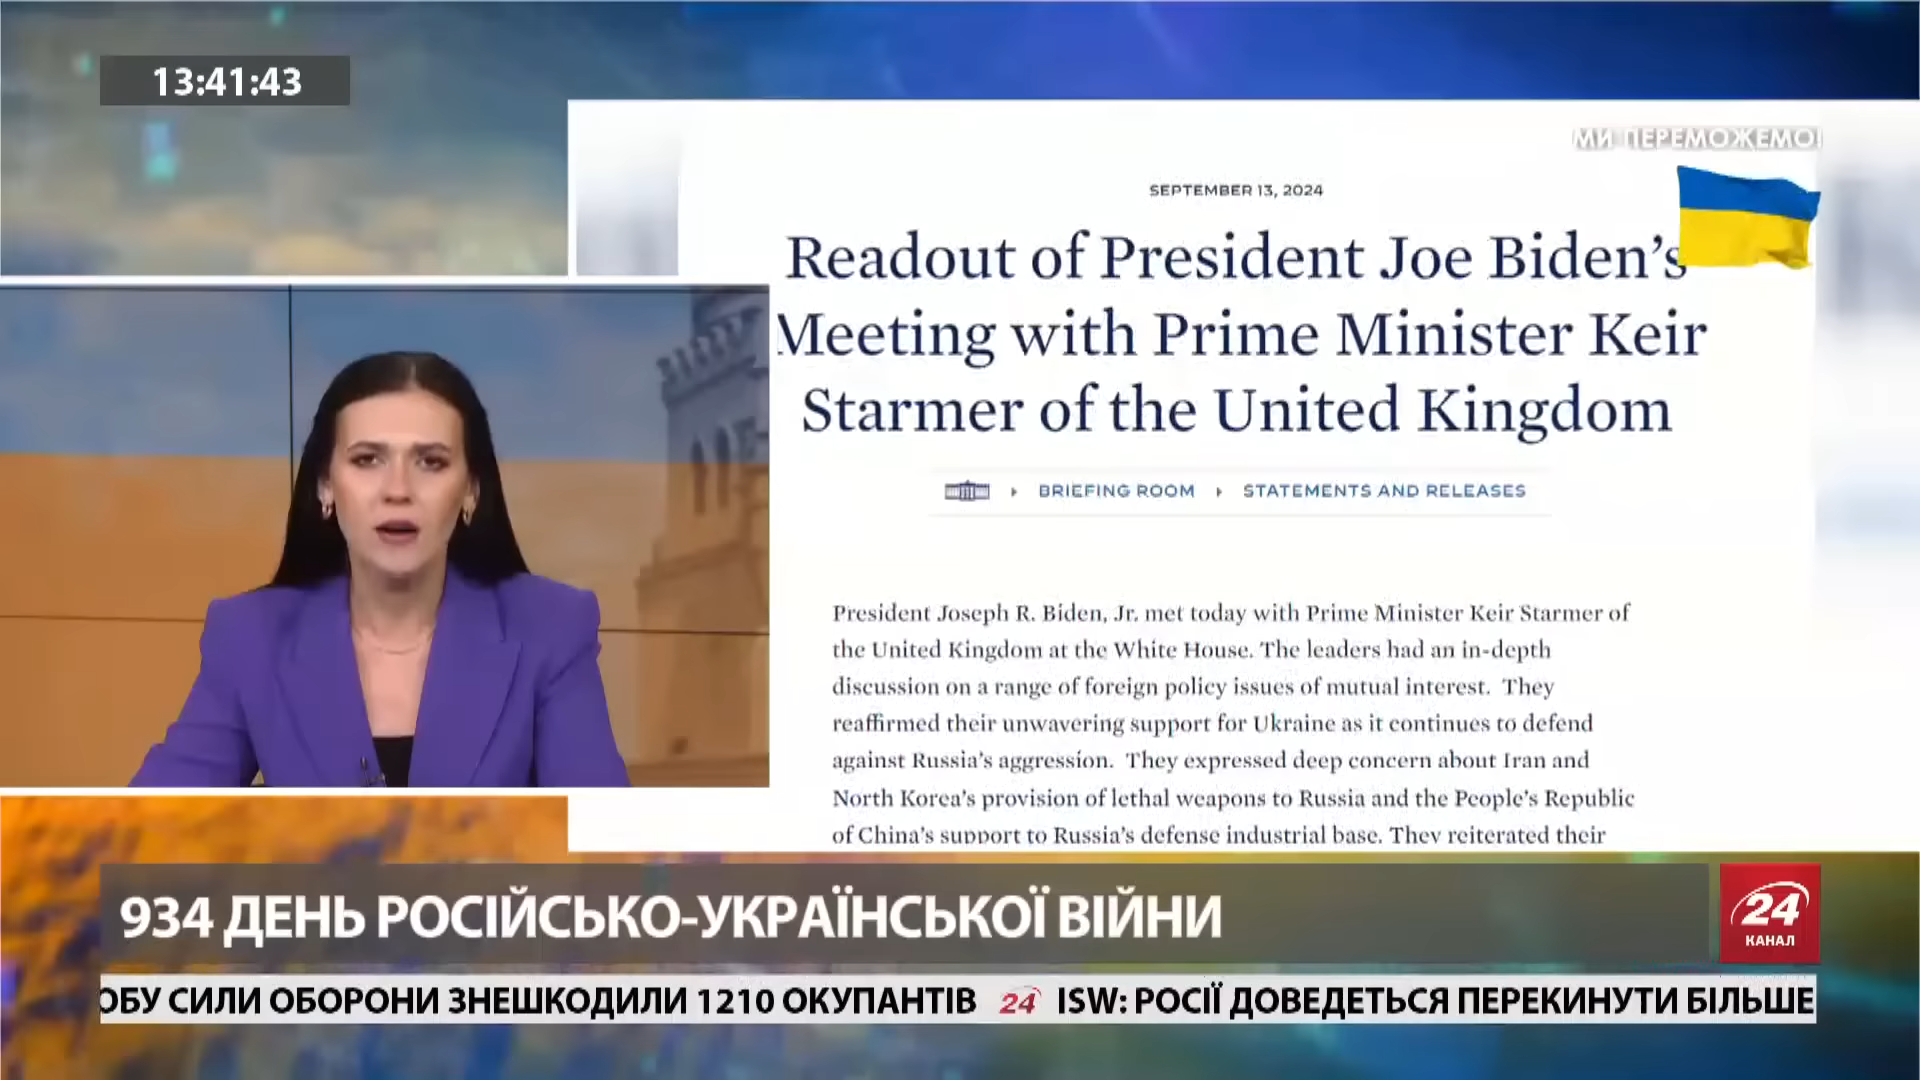 13:41:43
МИ ПЕРЕМОЖЕМО!
SEPTEMBER 13, 2024
Readout of President Joe Biden’s
Meeting with Prime Minister Keir
Starmer of the United Kingdom
BRIEFING ROOM
STATEMENTS AND RELEASES
President Joseph R. Biden, Jr. met today with Prime Minister Keir Starmer of
the United Kingdom at the White House. The leaders had an in-depth
discussion on a range of foreign policy issues of mutual interest. They
reaffirmed their unwavering support for Ukraine as it continues to defend
against Russia’s aggression. They expressed deep concern about Iran and
North Korea’s provision of lethal weapons to Russia and the People’s Republic
of China’s support to Russia’s defense industrial base. They reiterated their
934 ДЕНЬ РОСІЙСЬКО-УКРАЇНСЬКОЇ ВІЙНИ
24
КАНАЛ
ОБУ СИЛИ ОБОРОНИ ЗНЕШКОДИЛИ 1210 ОКУПАНТІВ 24 ISW: РОСІЇ ДОВЕДЕТЬСЯ ПЕРЕКИНУТИ БІЛЬШЕ